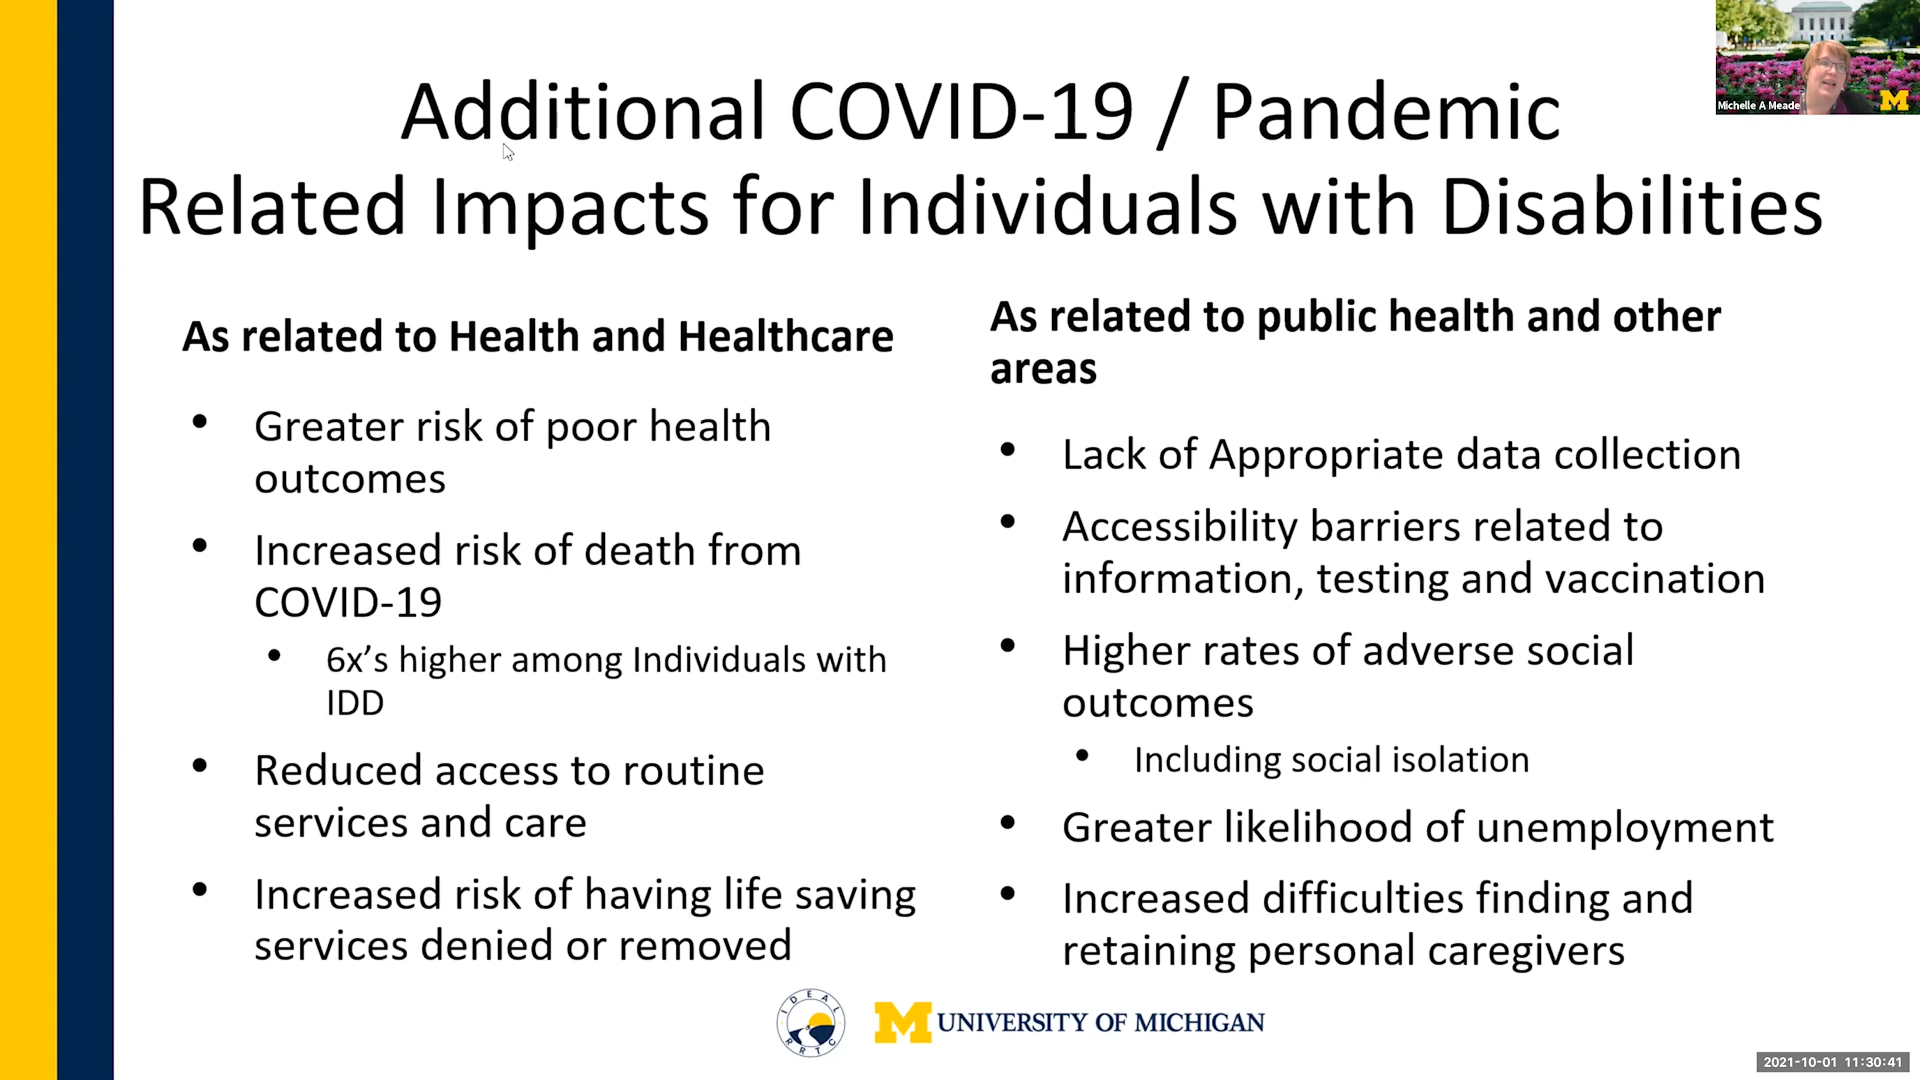 Additional COVID-19 / Pandemic
Related Impacts for Individuals with Disabilities
Michelle A Meade
M
As related to Health and Healthcare
• Greater risk of poor health
outcomes
• Increased risk of death from
COVID-19
• 6x’s higher among Individuals with
IDD
• Reduced access to routine
services and care
• Increased risk of having life saving
services denied or removed
As related to public health and other
areas
• Lack of Appropriate data collection
• Accessibility barriers related to
information, testing and vaccination
• Higher rates of adverse social
outcomes
• Including social isolation
• Greater likelihood of unemployment
• Increased difficulties finding and
retaining personal caregivers
IDEAL
RRTC
M UNIVERSITY OF MICHIGAN
2021-10-01 11:30:41